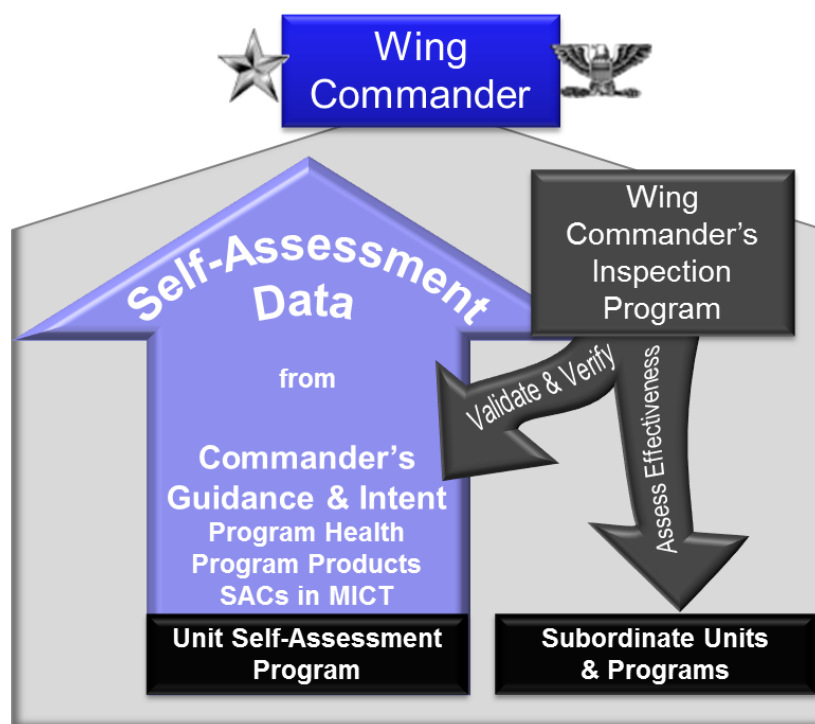 Wing
Commander
Wing
Commander's
Inspection
Program
Self-Assessment
Data
from
Commander's
Guidance & Intent
Program Health
Program Products
SACs in MICT
Validate & Verify
Assess Effectiveness
Unit Self-Assessment
Program
Subordinate Units
& Programs